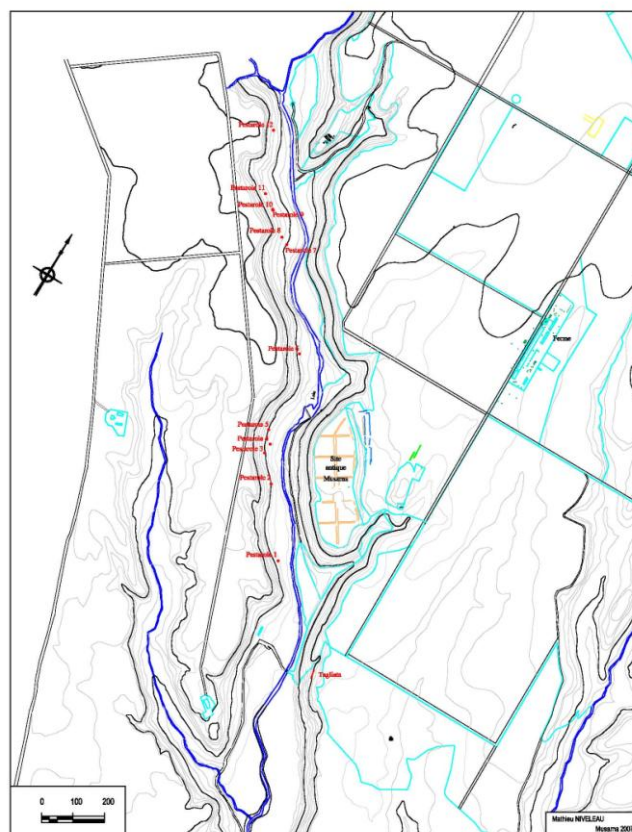 Pestarole 12
Pestarole 11
Pestarole 10
Pestarole 9
Pestarole 8
Pestarole 7
Ferme
Pestarole 6
Pestarole 5
Pestarole 4
Pestarole 3
Site
antique
Musarna
Pestarole 2
Pestarole 1
Tagliata
0 100 200
Mathieu NIVELEAU
Musarna